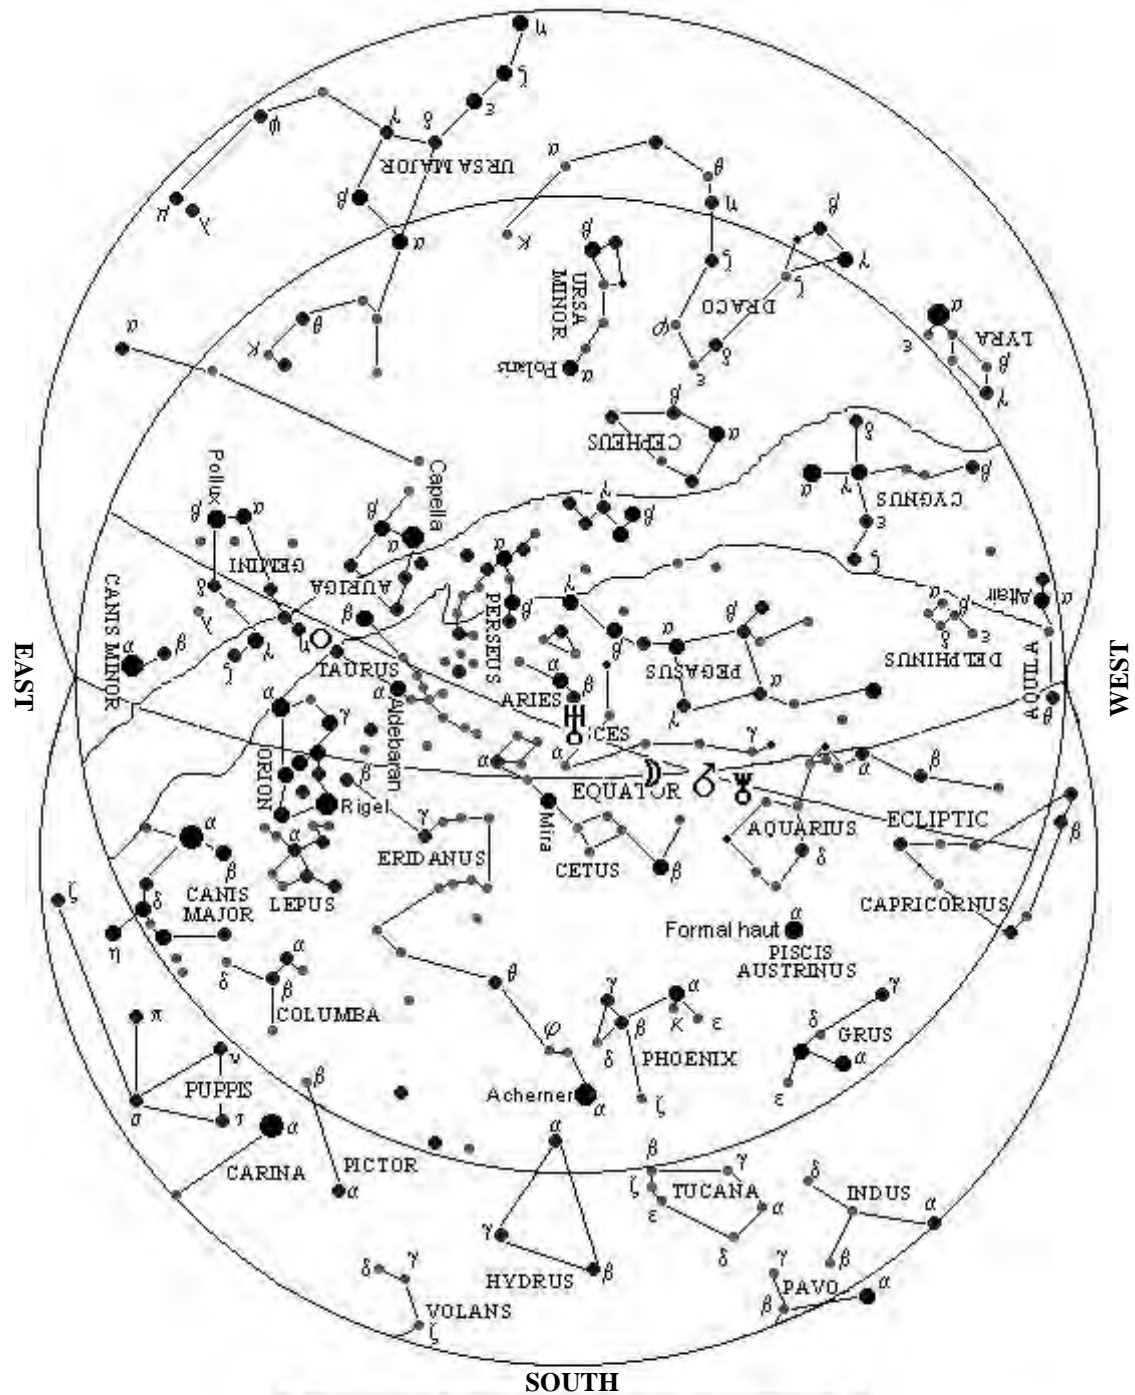 η
ζ
ε
γ
δ
φ
URSA MAJOR
α
θ
β
η
μ
λ
α
κ
β
β
γ
URSA
MINOR
ζ
ζ
DRACO
α
LYRA
θ
φ
ε
κ
δ
β
α
Polaris
α
ε
γ
β
CEPHEUS
α
δ
Pollux
Capella
γ
β
α
γ
β
CYGNUS
β
α
β
α
ε
GEMINI
AURIGA
α
ζ
δ
PERSEUS
γ
β
β
α
β
Altair
α
CANIS MINOR
λ
β
η
γ
ζ
TAURUS
β
PEGASUS
δ
ε
DELPHINUS
α
β
EAST
WEST
α
ARIES
β
α
AQUILA
θ
α
γ
Aldebaran
γ
CES
γ
α
α
α
β
ORION
β
EQUATOR
Rigel
γ
Mira
AQUARIUS
ECLIPTIC
β
α
α
ERIDANUS
CETUS
β
δ
β
CANIS
MAJOR
LEPUS
CAPRICORNUS
ζ
δ
η
α
Formal haut
PISCIS
AUSTRINUS
α
δ
β
θ
γ
α
γ
COLUMBA
κ
ε
δ
GRUS
π
φ
β
δ
PHOENIX
α
ν
β
PUPPIS
Acherner
α
ζ
ε
σ
τ
α
α
CARINA
PICTOR
β
γ
δ
α
ζ
TUCANA
INDUS
ε
α
α
γ
δ
β
δ
γ
HYDRUS
β
γ
PAVO
α
VOLANS
β
ζ
SOUTH